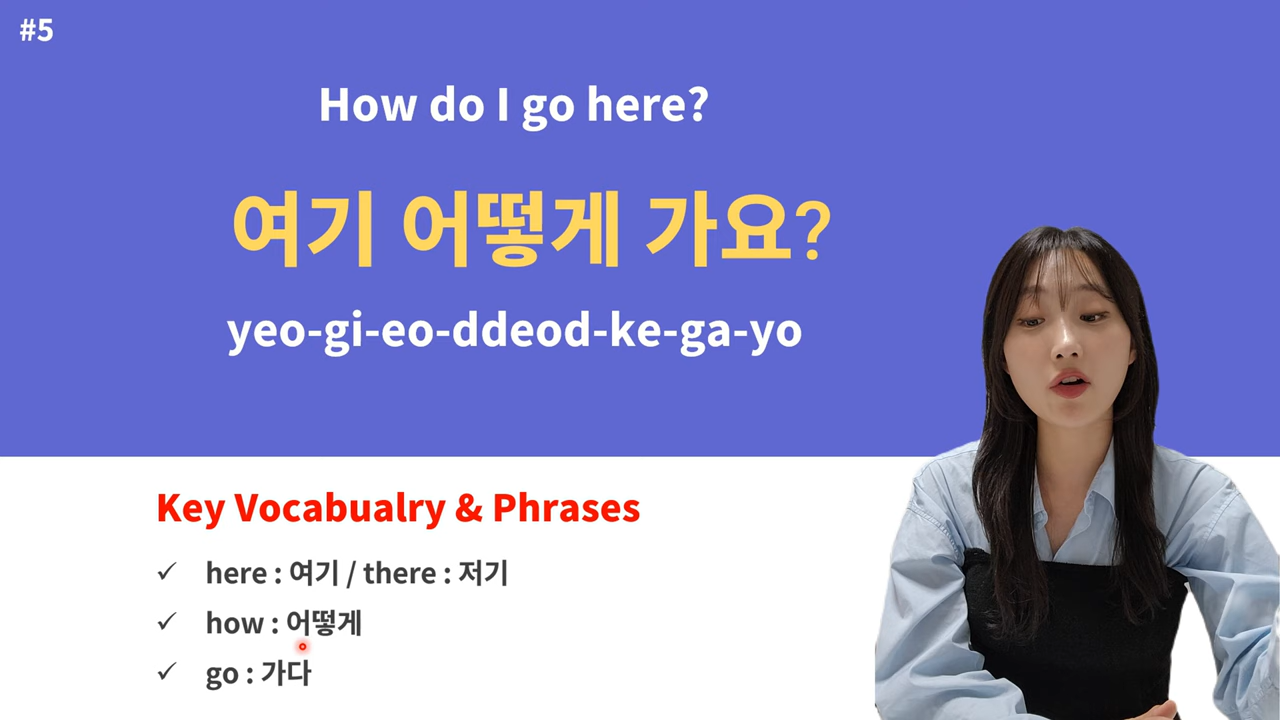 #5
How do I go here?
여기 어떻게 가요?
yeo-gi-eo-ddeod-ke-ga-yo
Key Vocabualry & Phrases
✓ here : 여기 / there : 저기
✓ how : 어떻게
✓ go : 가다